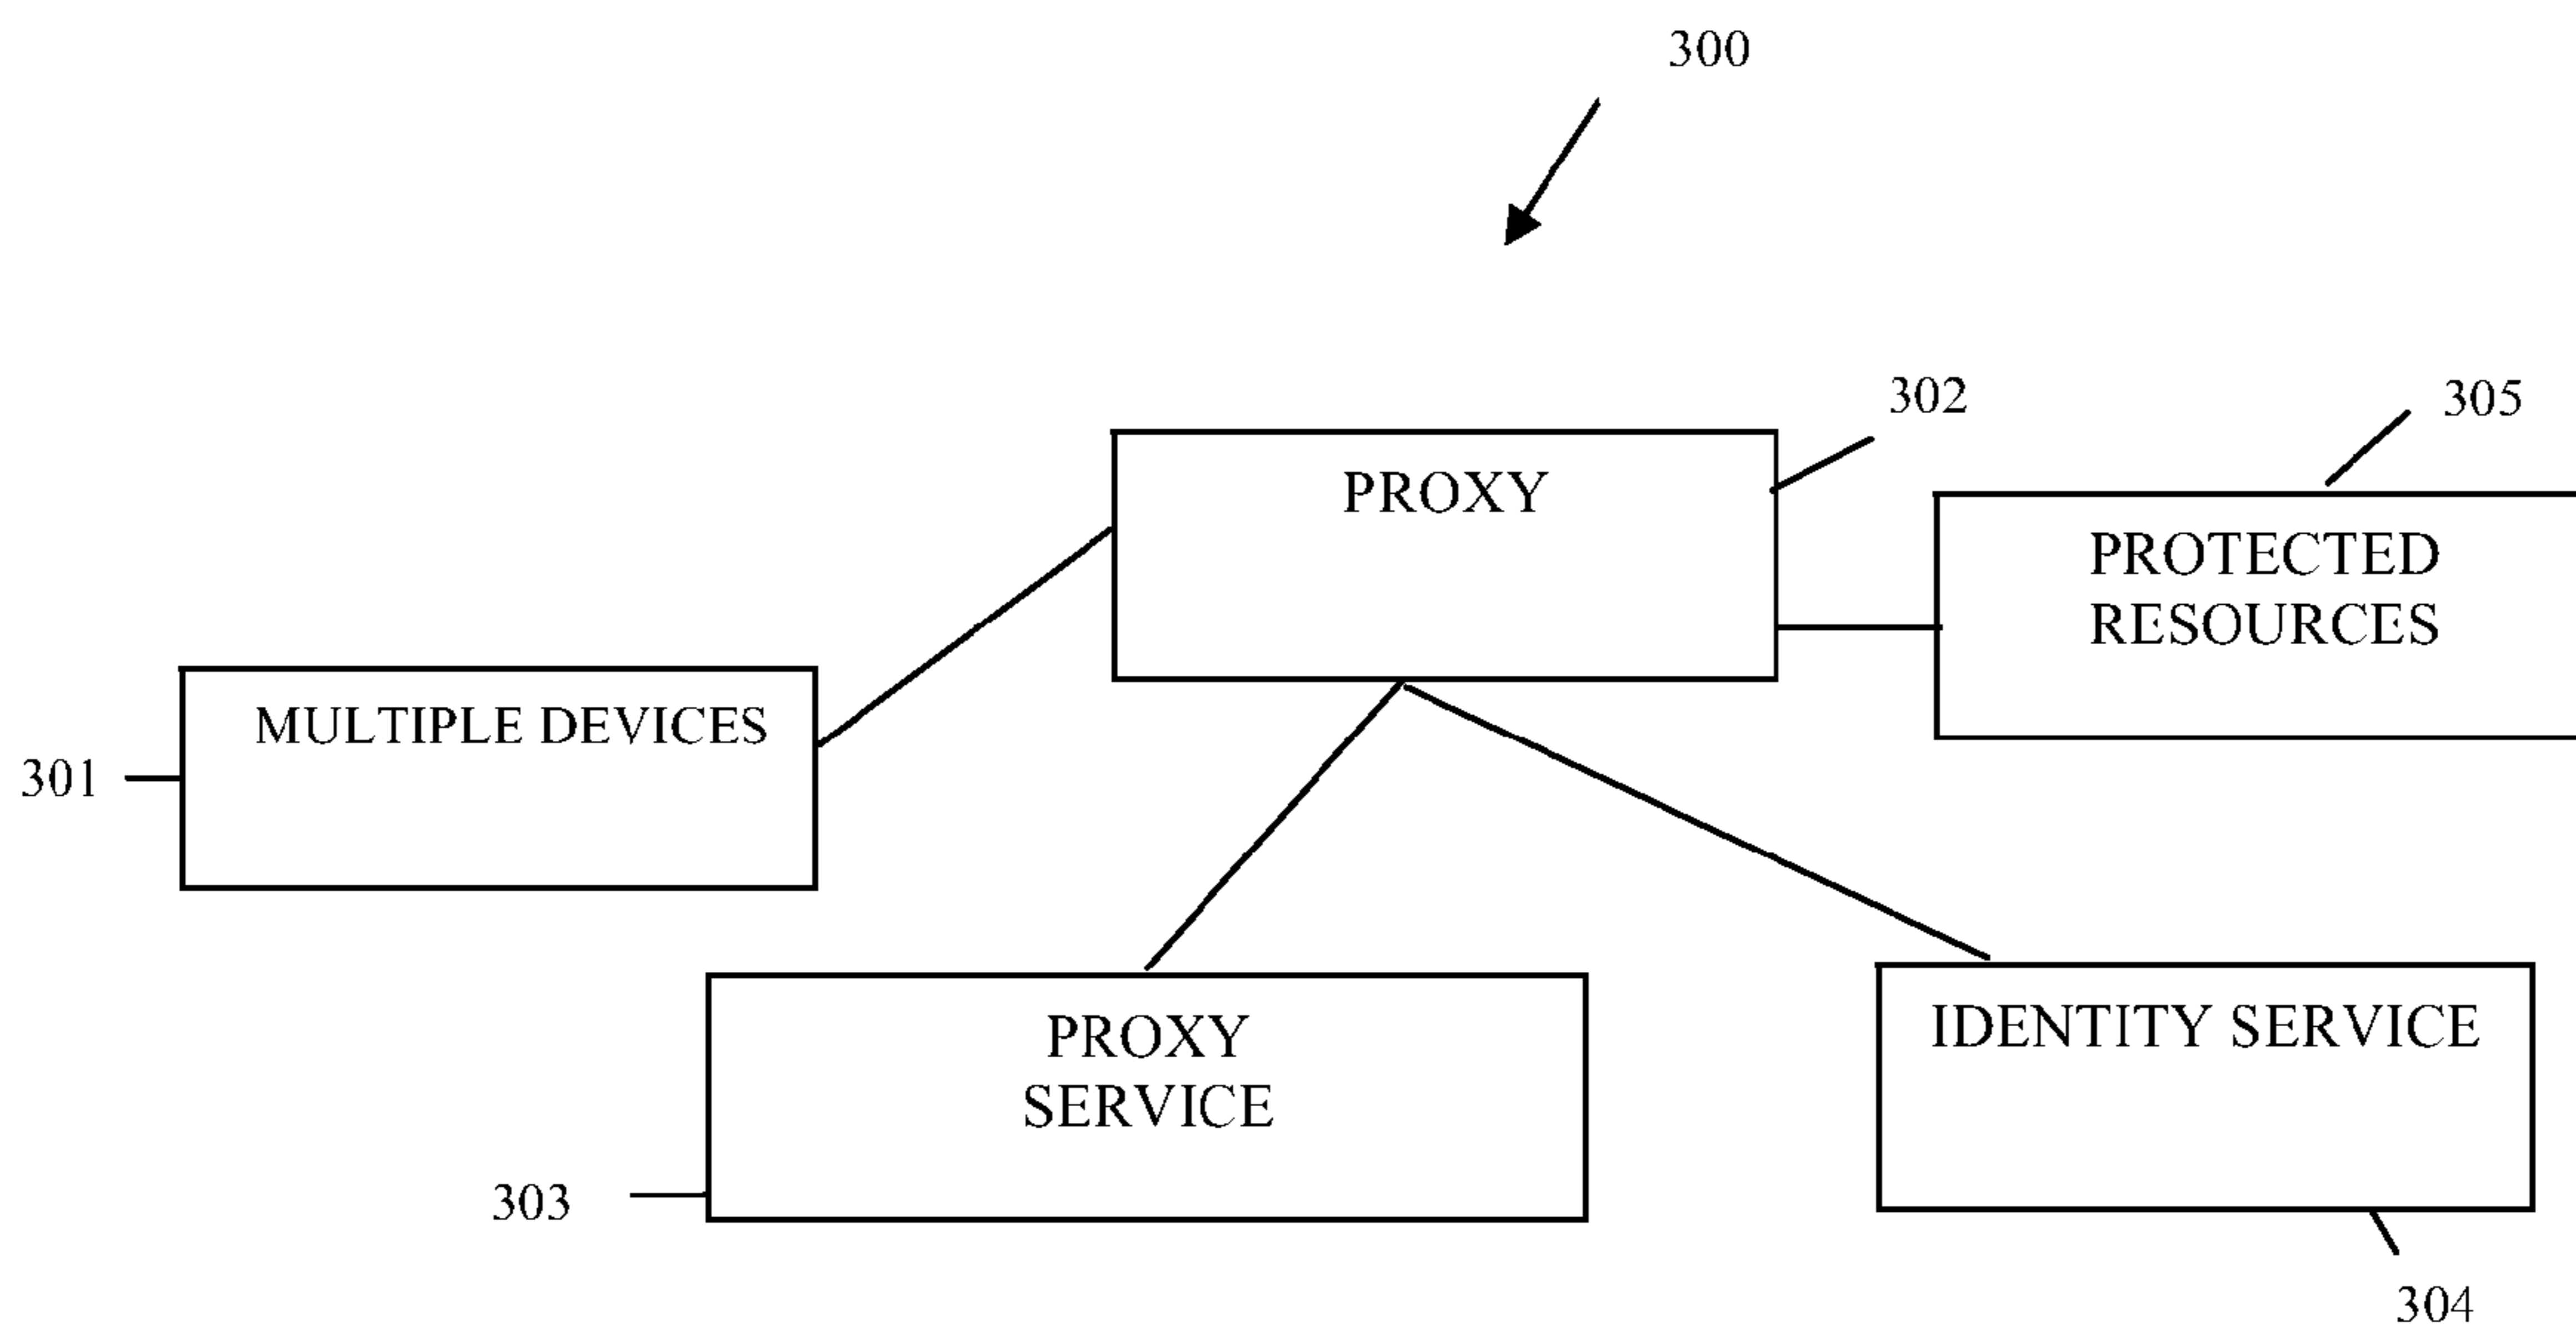 300
302
305
PROXY
PROTECTED
RESOURCES
MULTIPLE DEVICES
301
PROXY
SERVICE
IDENTITY SERVICE
303
304